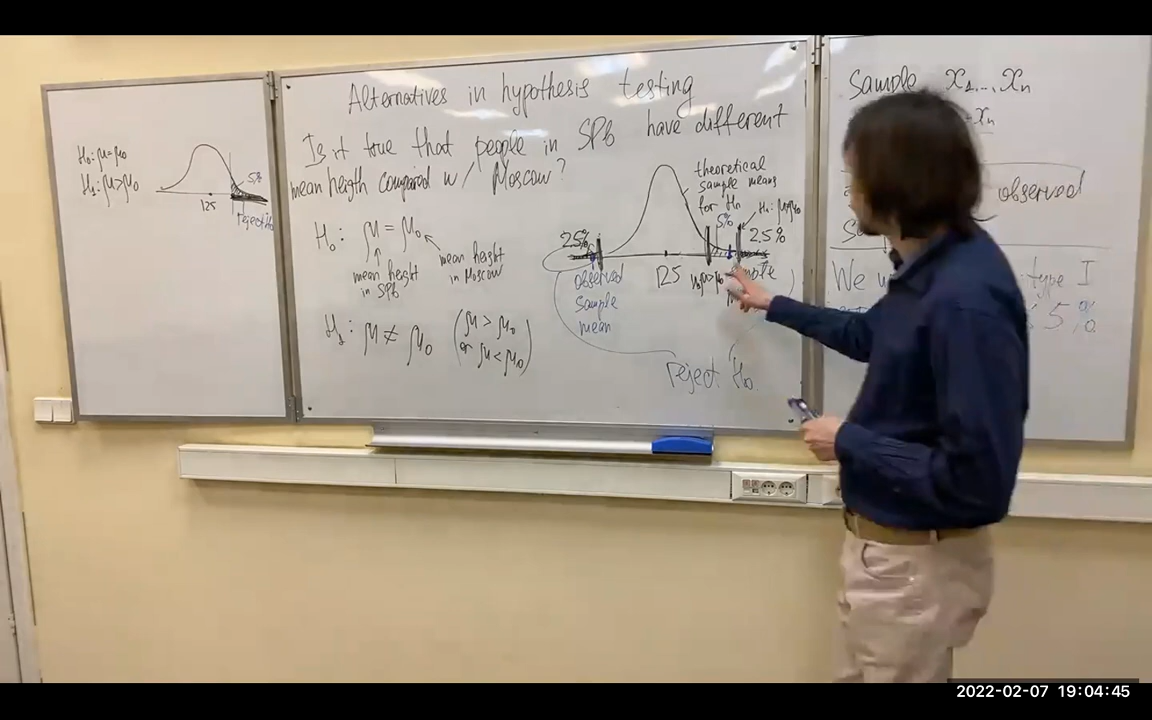 H₀: μ=μ₀
H₁: μ>μ₀
5%
125
reject H₀
Alternatives in hypothesis testing
Is it true that people in SPb have different
mean heigth compared w/ Moscow?
H₀: μ = μ₀
mean height
in SPb
mean height
in Moscow
H₁: μ ≠ μ₀ (μ > μ₀
or μ < μ₀)
theoretical
sample means
for H₀
5%
2.5%
2.5%
125
observed
sample
mean
reject H₀
Sample x₁,...,xₙ
observed
We
type I
5%
2022-02-07 19:04:45